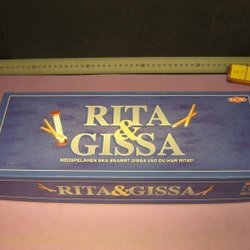 RITA
&
GISSA
MEDSPELAREN SKA SNABBT GISSA VAD DU HAR RITAT!
RITA&GISSA